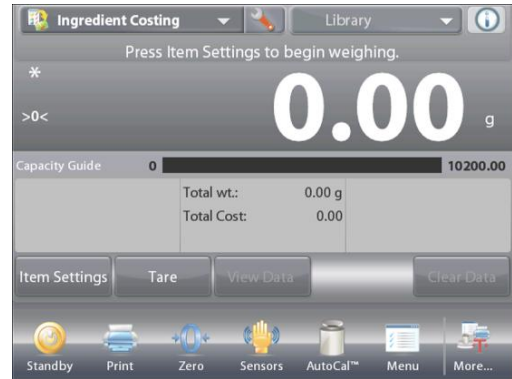 Ingredient Costing Library
Press Item Settings to begin weighing.
*
>0< 0.00 g
Capacity Guide 0 10200.00
Total wt.: 0.00 g
Total Cost: 0.00
Item Settings Tare View Data Clear Data
Standby Print Zero Sensors AutoCal™ Menu More...